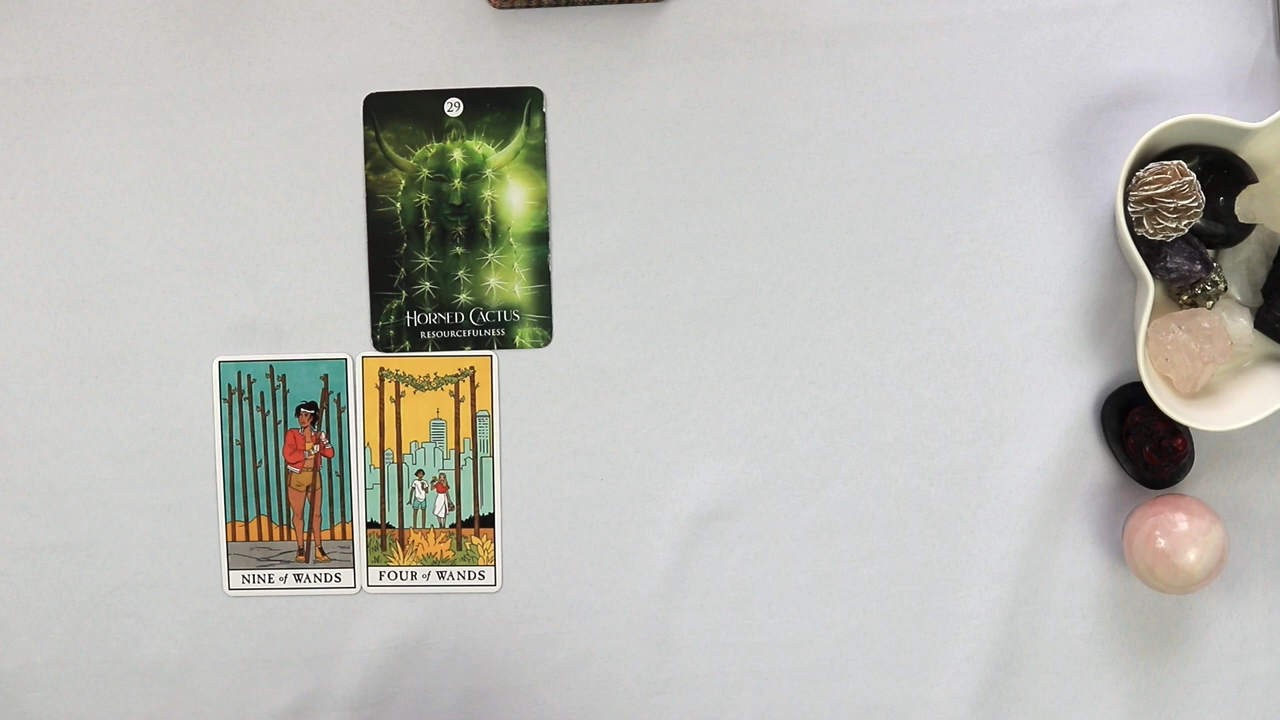 29
HORNED CACTUS
RESOURCEFULNESS
NINE of WANDS
FOUR of WANDS